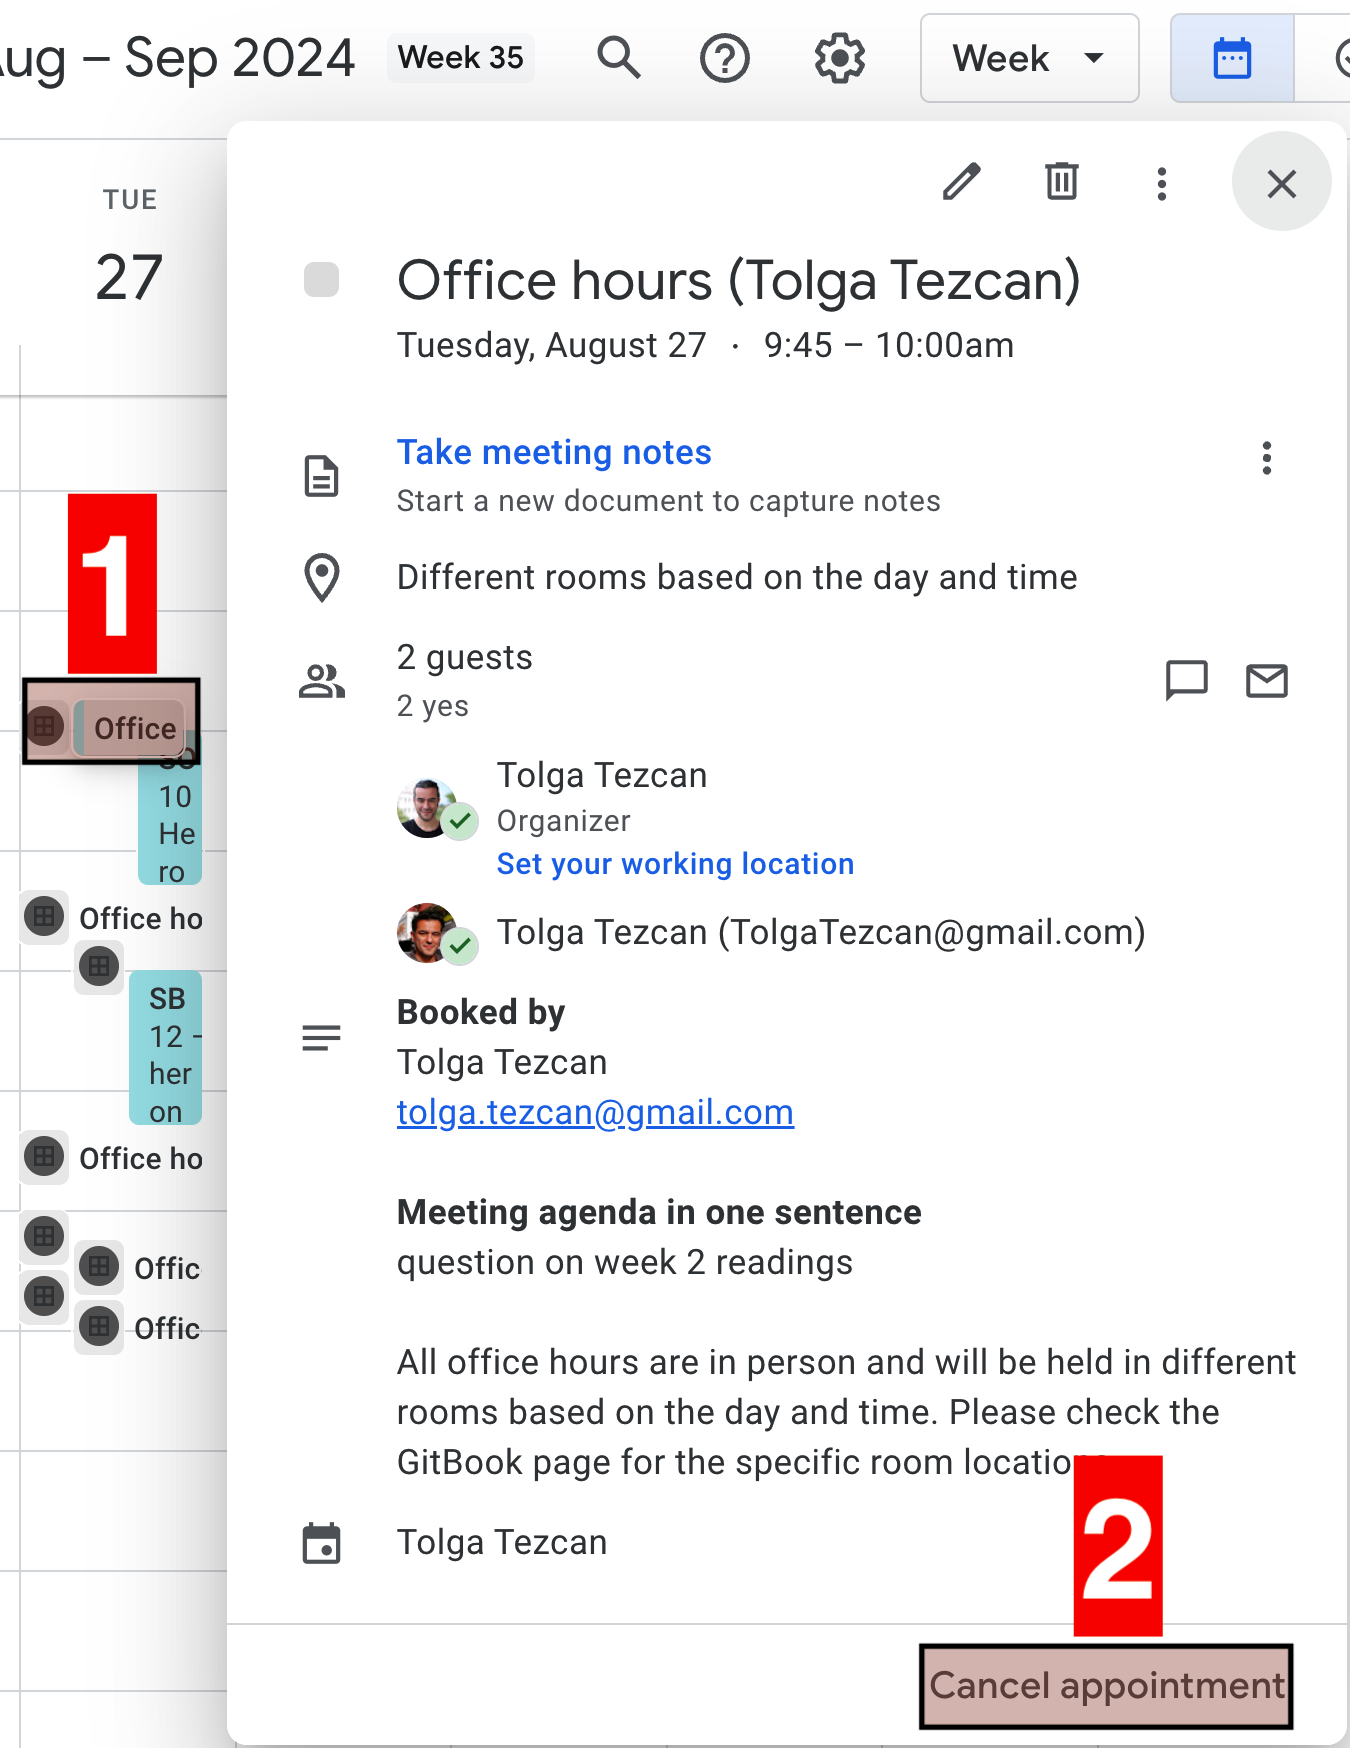 Aug – Sep 2024
Week 35
Week
TUE
27
1
Office
10
He
ro
Office ho
SB
12 –
her
on
Office ho
Offic
Offic
Office hours (Tolga Tezcan)
Tuesday, August 27 · 9:45 – 10:00am
Take meeting notes
Start a new document to capture notes
Different rooms based on the day and time
2 guests
2 yes
Tolga Tezcan
Organizer
Set your working location
Tolga Tezcan (TolgaTezcan@gmail.com)
Booked by
Tolga Tezcan
tolga.tezcan@gmail.com
Meeting agenda in one sentence
question on week 2 readings
All office hours are in person and will be held in different
rooms based on the day and time. Please check the
GitBook page for the specific room locatio
Tolga Tezcan
2
Cancel appointment